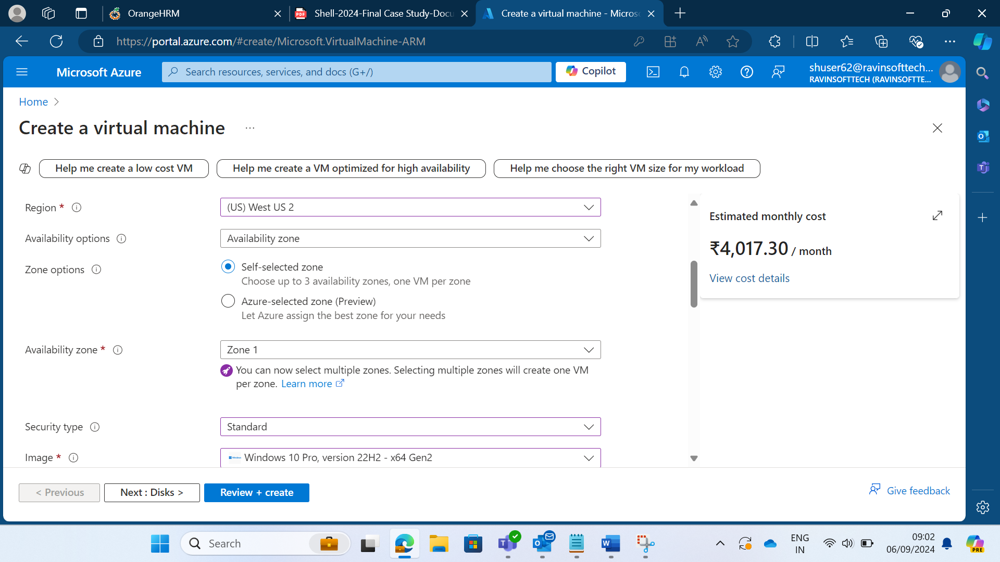 OrangeHRM
Shell-2024-Final Case Study-Docu
Create a virtual machine - Micros
https://portal.azure.com/#create/Microsoft.VirtualMachine-ARM
Microsoft Azure
Search resources, services, and docs (G+/)
Copilot
shuser62@ravinsofttech...
RAVINSOFTTECH (RAVINSOFTTE...
Home >
Create a virtual machine ...
Help me create a low cost VM
Help me create a VM optimized for high availability
Help me choose the right VM size for my workload
Region *
(US) West US 2
Availability options
Availability zone
Zone options
Self-selected zone
Choose up to 3 availability zones, one VM per zone
Azure-selected zone (Preview)
Let Azure assign the best zone for your needs
Availability zone *
Zone 1
You can now select multiple zones. Selecting multiple zones will create one VM
per zone. Learn more
Security type
Standard
Image *
Windows 10 Pro, version 22H2 - x64 Gen2
Estimated monthly cost
₹4,017.30 / month
View cost details
< Previous
Next : Disks >
Review + create
Give feedback
Search
ENG
IN
09:02
06/09/2024
PRE